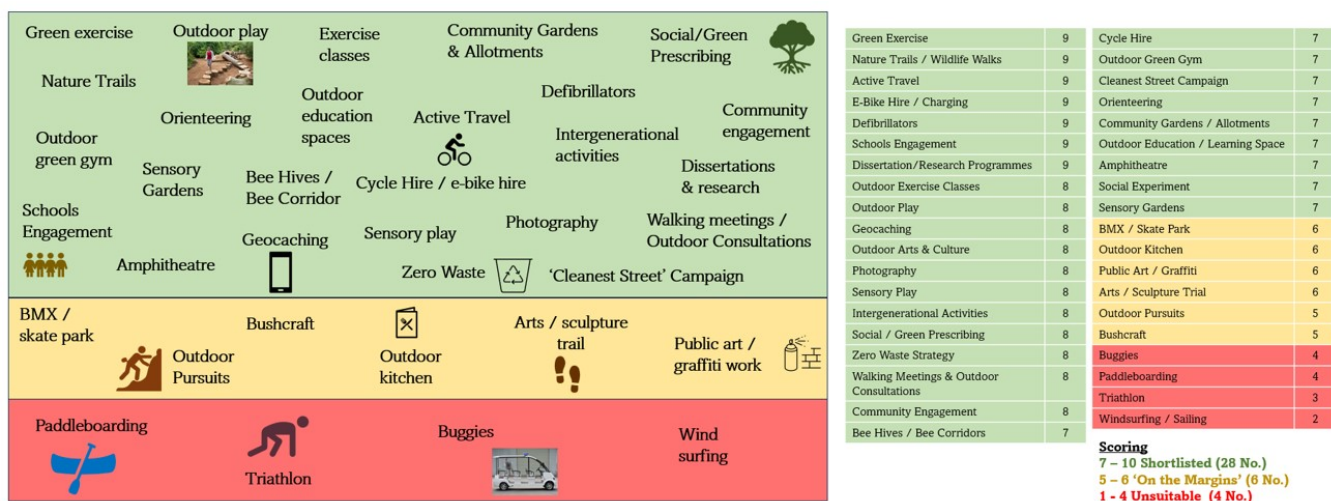 Green exercise
Outdoor play
Exercise
classes
Community Gardens
& Allotments
Social/Green
Prescribing
Nature Trails
Orienteering
Outdoor
education
spaces
Defibrillators
Active Travel
Community
engagement
Outdoor
green gym
Intergenerational
activities
Sensory
Gardens
Bee Hives /
Bee Corridor
Cycle Hire / e-bike hire
Dissertations
& research
Schools
Engagement
Geocaching
Sensory play
Photography
Walking meetings /
Outdoor Consultations
Amphitheatre
Zero Waste
'Cleanest Street' Campaign
BMX /
skate park
Outdoor
Pursuits
Bushcraft
Outdoor
kitchen
Arts / sculpture
trail
Public art /
graffiti work
Paddleboarding
Triathlon
Buggies
Wind
surfing
Green Exercise 9
Nature Trails / Wildlife Walks 9
Active Travel 9
E-Bike Hire / Charging 9
Defibrillators 9
Schools Engagement 9
Dissertation/Research Programmes 9
Outdoor Exercise Classes 8
Outdoor Play 8
Geocaching 8
Outdoor Arts & Culture 8
Photography 8
Sensory Play 8
Intergenerational Activities 8
Social / Green Prescribing 8
Zero Waste Strategy 8
Walking Meetings & Outdoor 8
Consultations
Community Engagement 8
Bee Hives / Bee Corridors 7
Cycle Hire 7
Outdoor Green Gym 7
Cleanest Street Campaign 7
Orienteering 7
Community Gardens / Allotments 7
Outdoor Education / Learning Space 7
Amphitheatre 7
Social Experiment 7
Sensory Gardens 7
BMX / Skate Park 6
Outdoor Kitchen 6
Public Art / Graffiti 6
Arts / Sculpture Trial 6
Outdoor Pursuits 5
Bushcraft 5
Buggies 4
Paddleboarding 4
Triathlon 3
Windsurfing / Sailing 2
Scoring
7 – 10 Shortlisted (28 No.)
5 – 6 'On the Margins' (6 No.)
1 - 4 Unsuitable (4 No.)